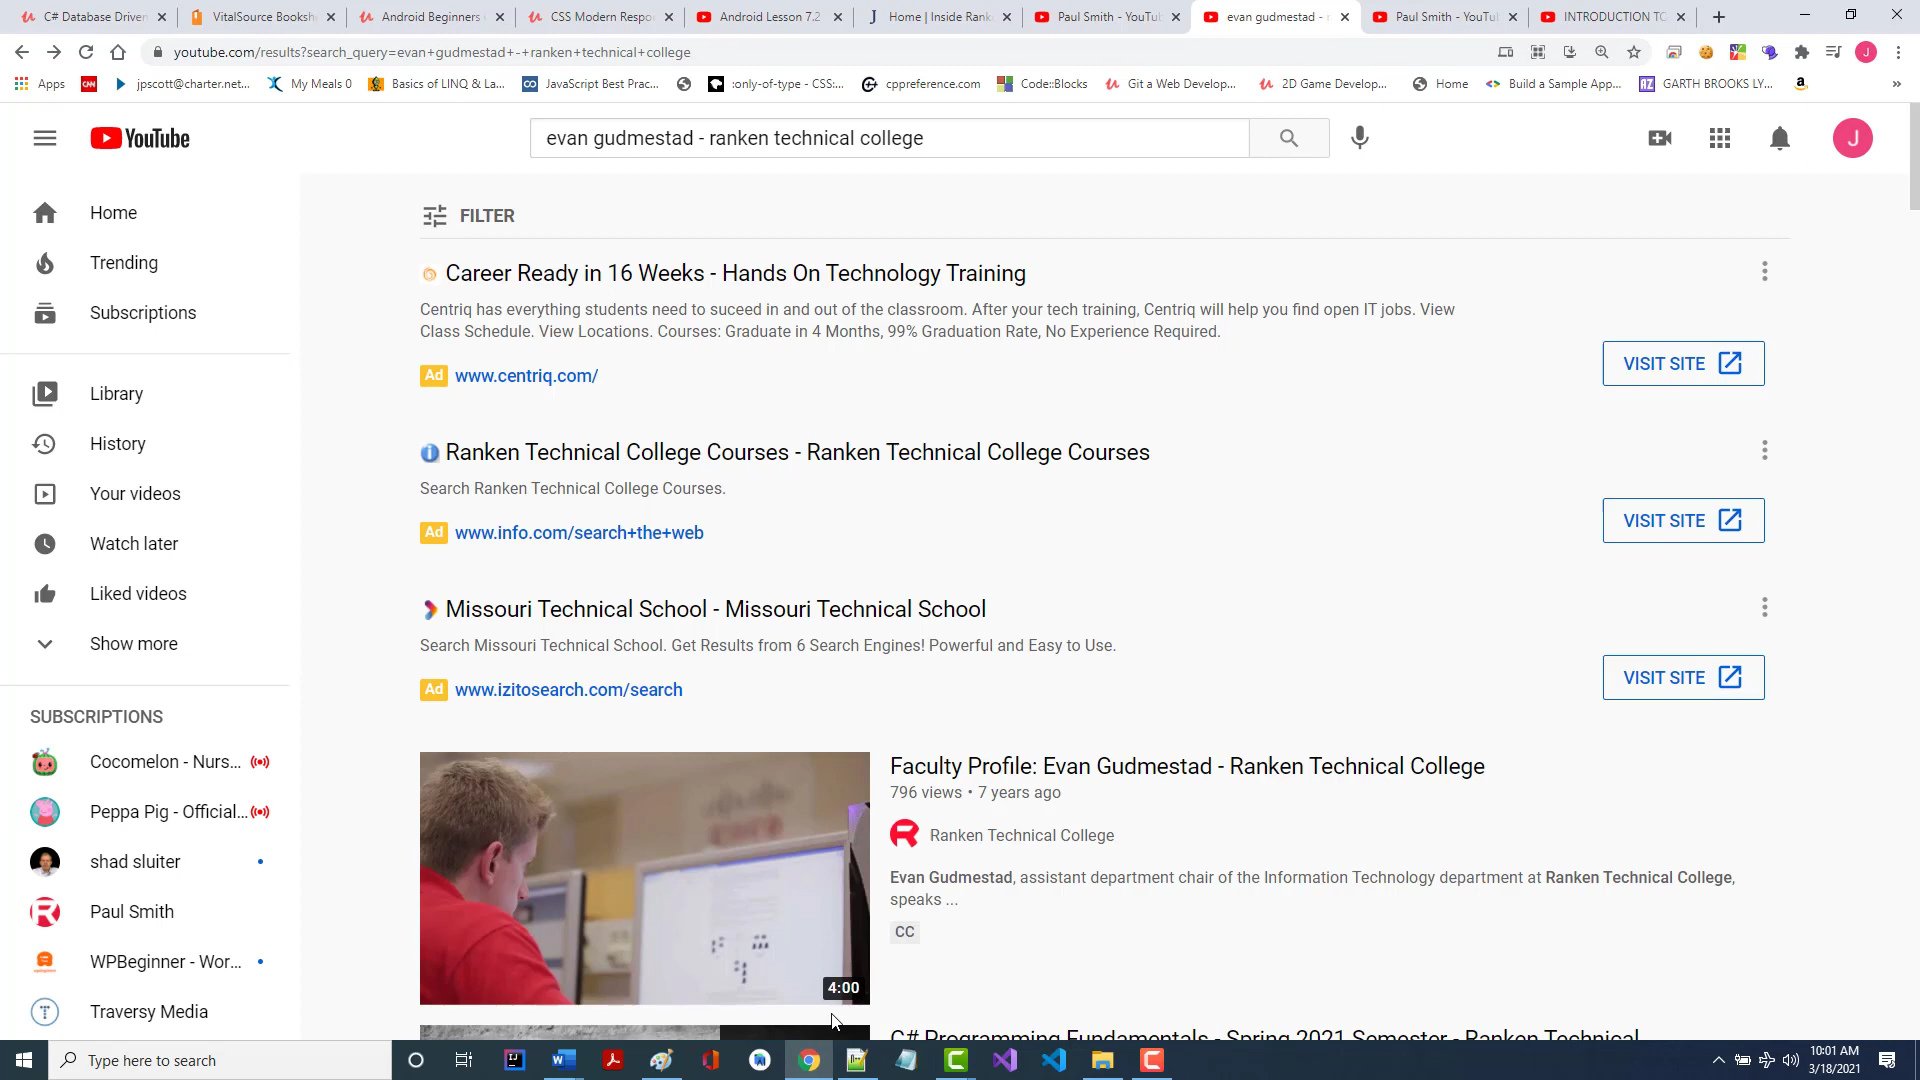 C# Database Driven
VitalSource Booksh
Android Beginners
CSS Modern Respo
Android Lesson 7.2
Home | Inside Rank
Paul Smith - YouTu
evan gudmestad -
Paul Smith - YouTu
INTRODUCTION TO
youtube.com/results?search_query=evan+gudmestad+-+ranken+technical+college
Apps
CNN
jpscott@charter.net...
My Meals 0
Basics of LINQ & La...
JavaScript Best Prac...
:only-of-type - CSS:...
cppreference.com
Code::Blocks
Git a Web Develop...
2D Game Develop...
Home
Build a Sample App...
GARTH BROOKS LY...
YouTube
evan gudmestad - ranken technical college
J
Home
Trending
Subscriptions
Library
History
Your videos
Watch later
Liked videos
Show more
SUBSCRIPTIONS
Cocomelon - Nurs...
Peppa Pig - Official...
shad sluiter
Paul Smith
WPBeginner - Wor...
Traversy Media
FILTER
Career Ready in 16 Weeks - Hands On Technology Training
Centriq has everything students need to suceed in and out of the classroom. After your tech training, Centriq will help you find open IT jobs. View
Class Schedule. View Locations. Courses: Graduate in 4 Months, 99% Graduation Rate, No Experience Required.
Ad www.centriq.com/
VISIT SITE
Ranken Technical College Courses - Ranken Technical College Courses
Search Ranken Technical College Courses.
Ad www.info.com/search+the+web
VISIT SITE
Missouri Technical School - Missouri Technical School
Search Missouri Technical School. Get Results from 6 Search Engines! Powerful and Easy to Use.
Ad www.izitosearch.com/search
VISIT SITE
4:00
Faculty Profile: Evan Gudmestad - Ranken Technical College
796 views • 7 years ago
Ranken Technical College
Evan Gudmestad, assistant department chair of the Information Technology department at Ranken Technical College,
speaks ...
CC
C# Programming Fundamentals - Spring 2021 Semester - Ranken Technical
Type here to search
10:01 AM
3/18/2021